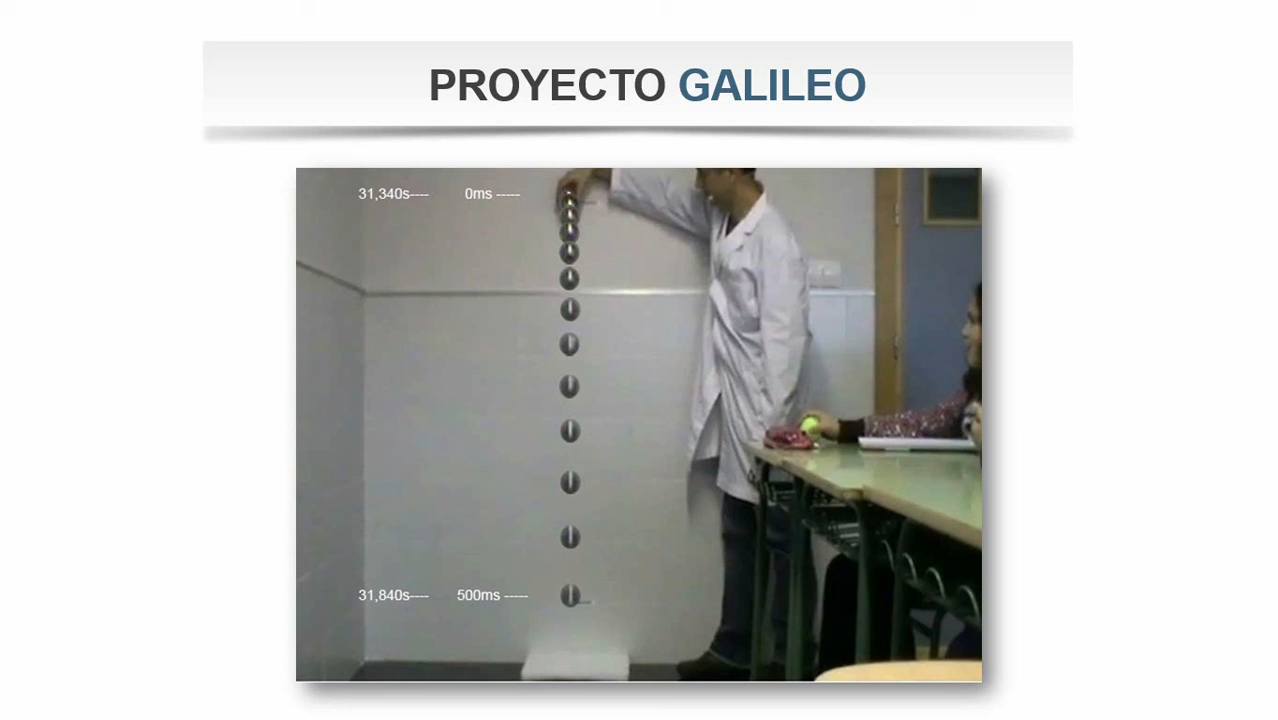 PROYECTO GALILEO
31,340s---- 0ms -----
31,840s---- 500ms -----